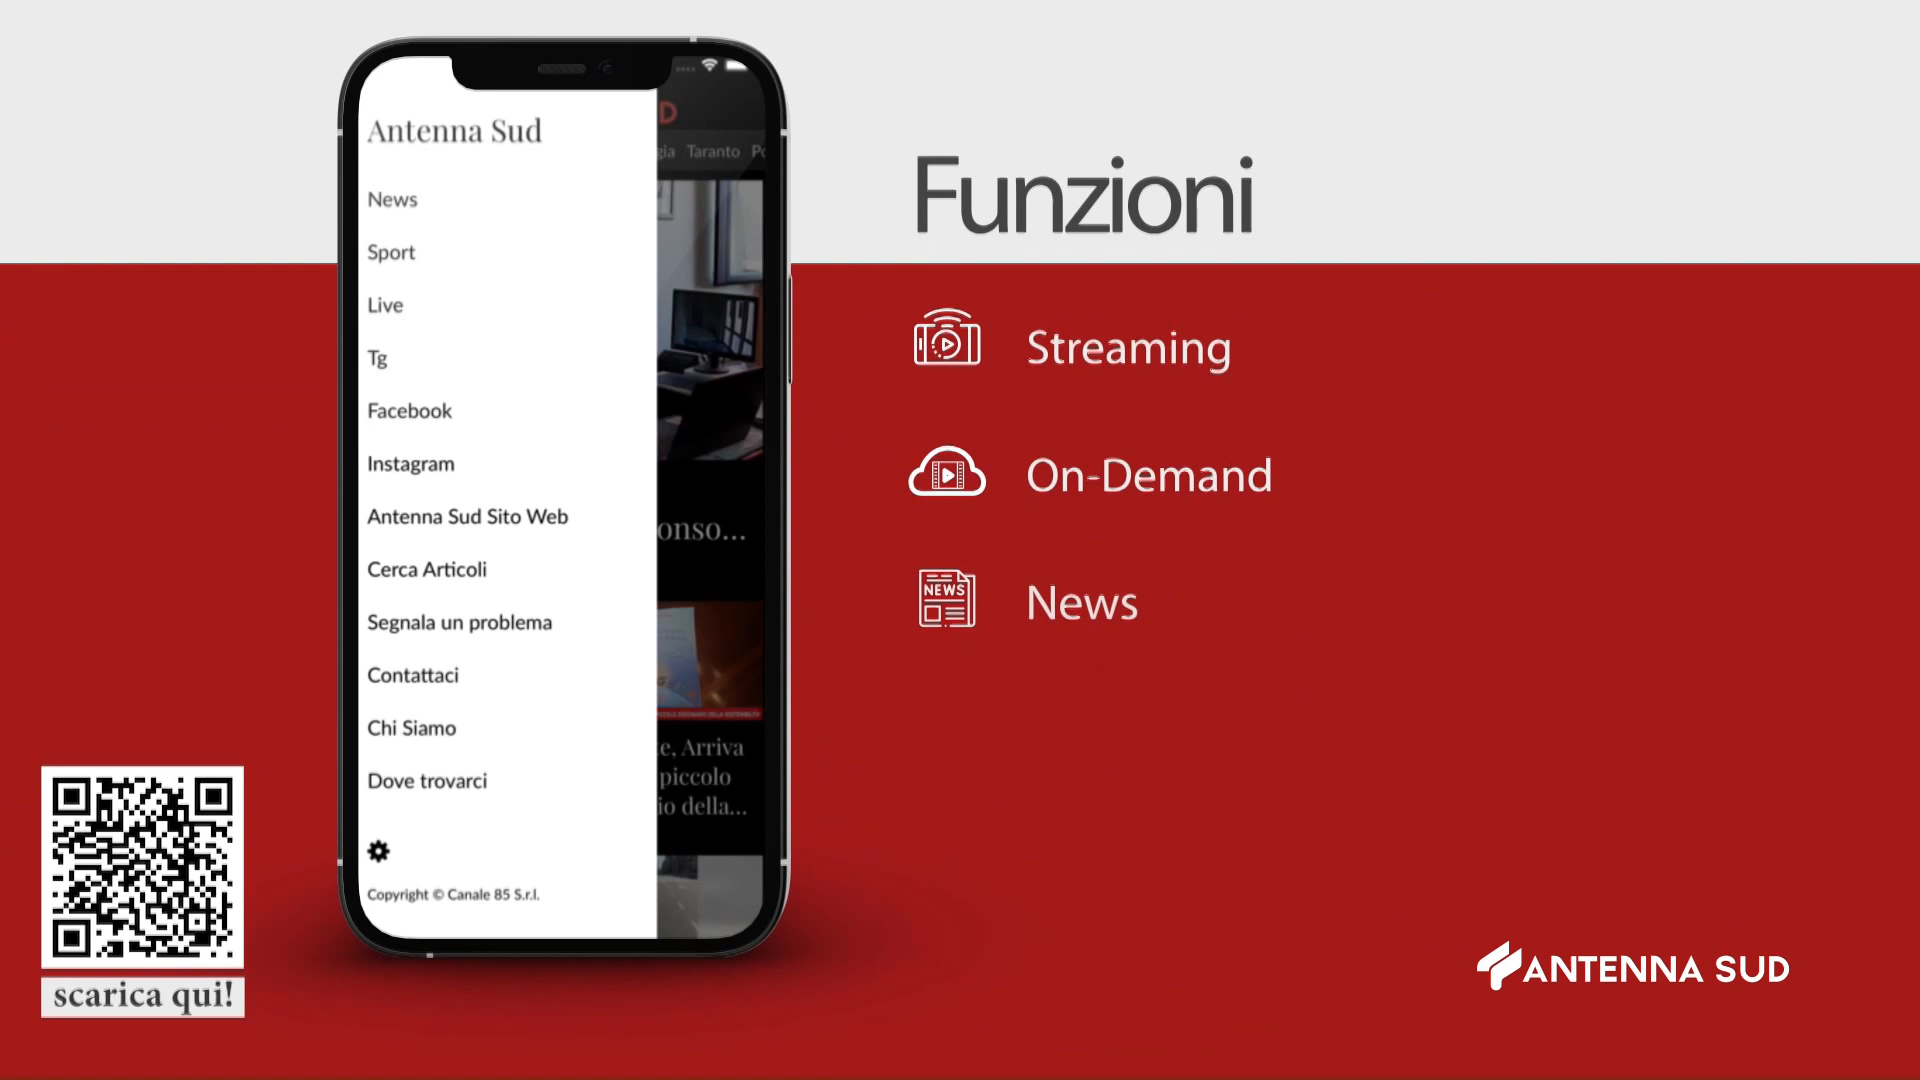 Antenna Sud
News
Sport
Live
Tg
Facebook
Instagram
Antenna Sud Sito Web
Cerca Articoli
Segnala un problema
Contattaci
Chi Siamo
Dove trovarci
Copyright © Canale 85 S.r.l.
D
gia Taranto Po
onso...
e, Arriva
piccolo
io della...
Funzioni
Streaming
On-Demand
NEWS
News
scarica qui!
ANTENNA SUD